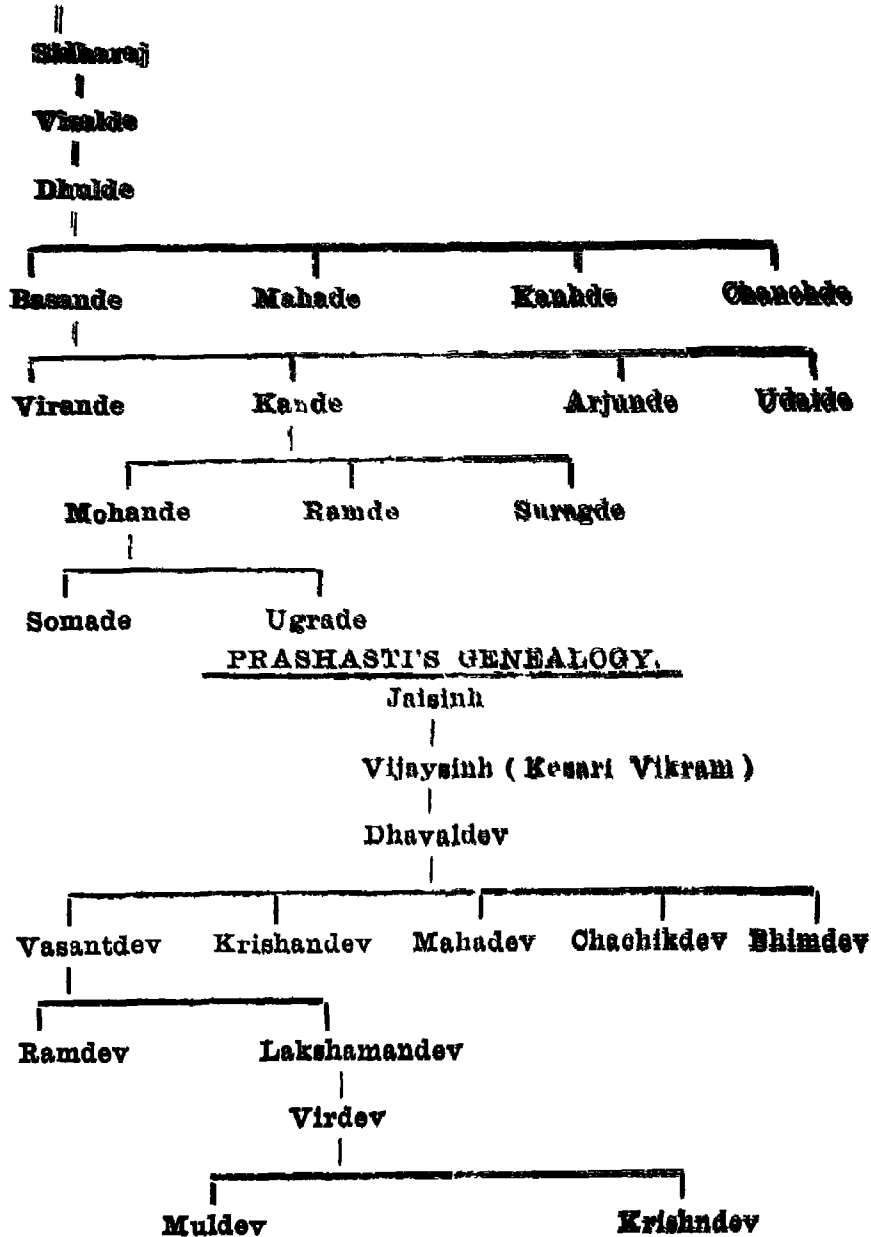 Sidharaj
Visalde
Dhulde
Basande Mahade Kanhde Chanchde
Virande Kande Arjunde Udalde
Mohande Ramde Suragde
Somade Ugrade
PRASHASTI'S GENEALOGY.
Jaisinh
Vijaysinh (Kesari Vikram)
Dhavaldev
Vasantdev Krishandev Mahadev Chachikdev Bhimdev
Ramdev Lakshamandev
Virdev
Muldev Krishndev